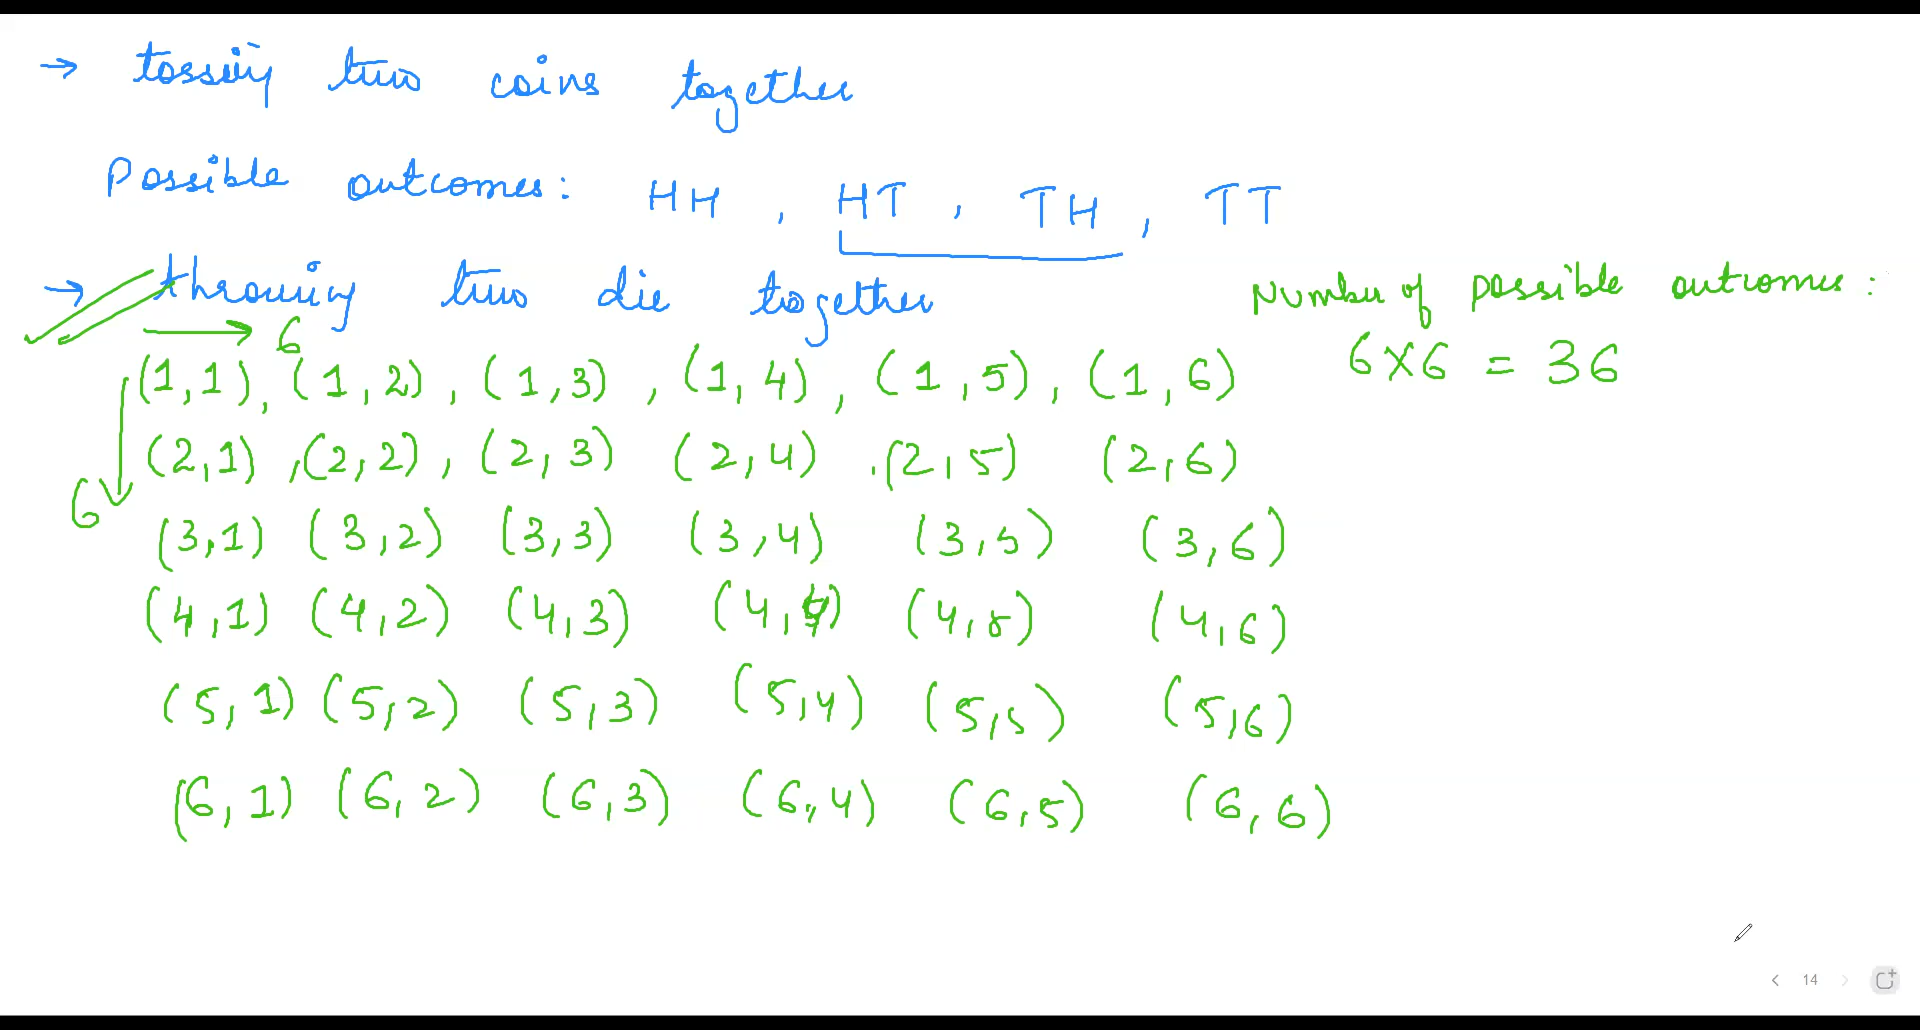 → tossing two coins together
Possible outcomes: HH , HT , TH , TT
→ throwing two die together
Number of possible outcomes :
6
6 × 6 = 36
(1,1), (1,2), (1,3), (1,4), (1,5), (1,6)
(2,1), (2,2), (2,3) (2,4) .(2,5) (2,6)
6
(3,1) (3,2) (3,3) (3,4) (3,5) (3,6)
(4,1) (4,2) (4,3) (4,4) (4,5) (4,6)
(5,1) (5,2) (5,3) (5,4) (5,5) (5,6)
(6,1) (6,2) (6,3) (6,4) (6,5) (6,6)
14